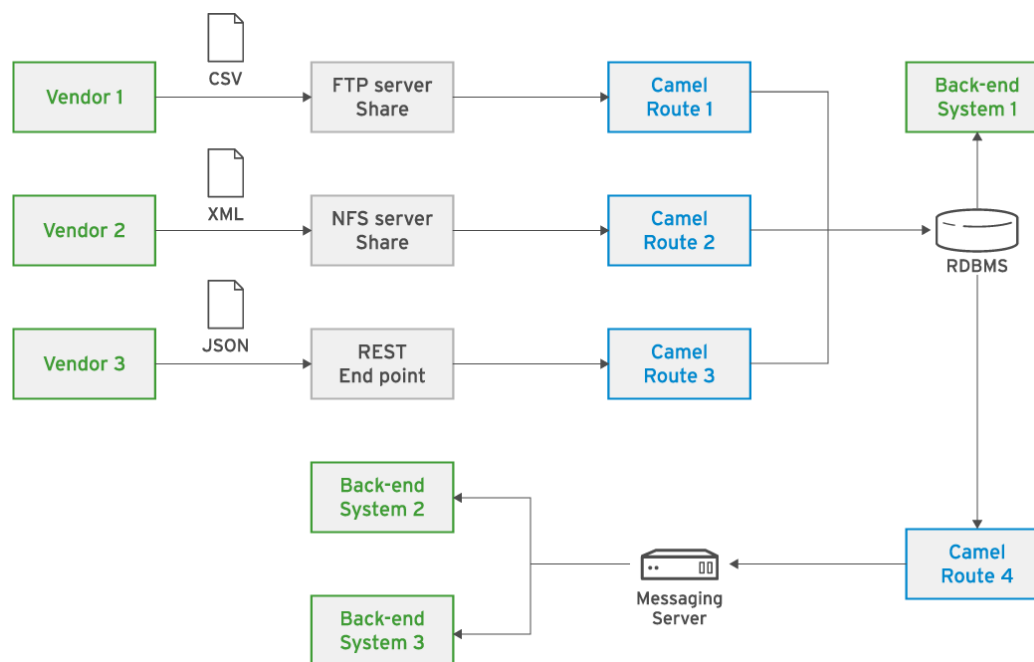 CSV
Vendor 1
FTP server
Share
Camel
Route 1
Back-end
System 1
XML
Vendor 2
NFS server
Share
Camel
Route 2
RDBMS
JSON
Vendor 3
REST
End point
Camel
Route 3
Back-end
System 2
Camel
Route 4
Messaging
Server
Back-end
System 3